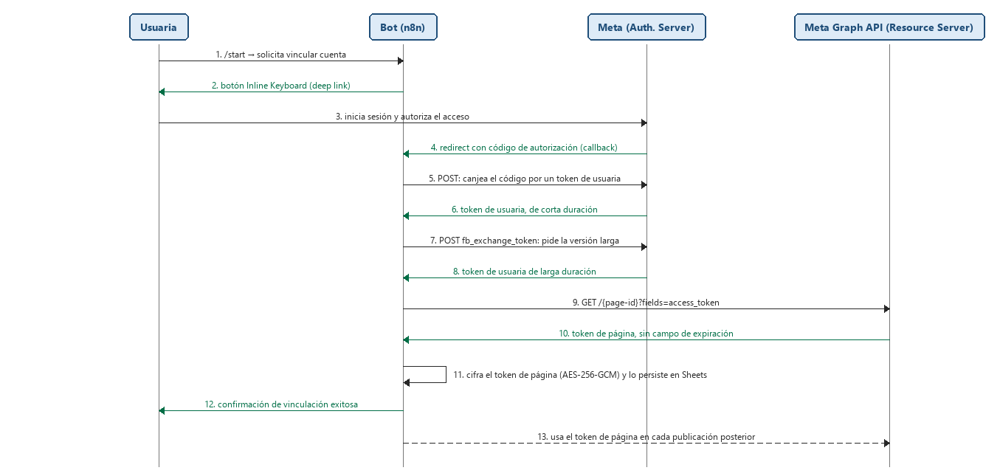 Usuaria
Bot (n8n)
Meta (Auth. Server)
Meta Graph API (Resource Server)
1. /start → solicita vincular cuenta
2. botón Inline Keyboard (deep link)
3. inicia sesión y autoriza el acceso
4. redirect con código de autorización (callback)
5. POST: canjea el código por un token de usuaria
6. token de usuaria, de corta duración
7. POST fb_exchange_token: pide la versión larga
8. token de usuaria de larga duración
9. GET /{page-id}?fields=access_token
10. token de página, sin campo de expiración
11. cifra el token de página (AES-256-GCM) y lo persiste en Sheets
12. confirmación de vinculación exitosa
13. usa el token de página en cada publicación posterior